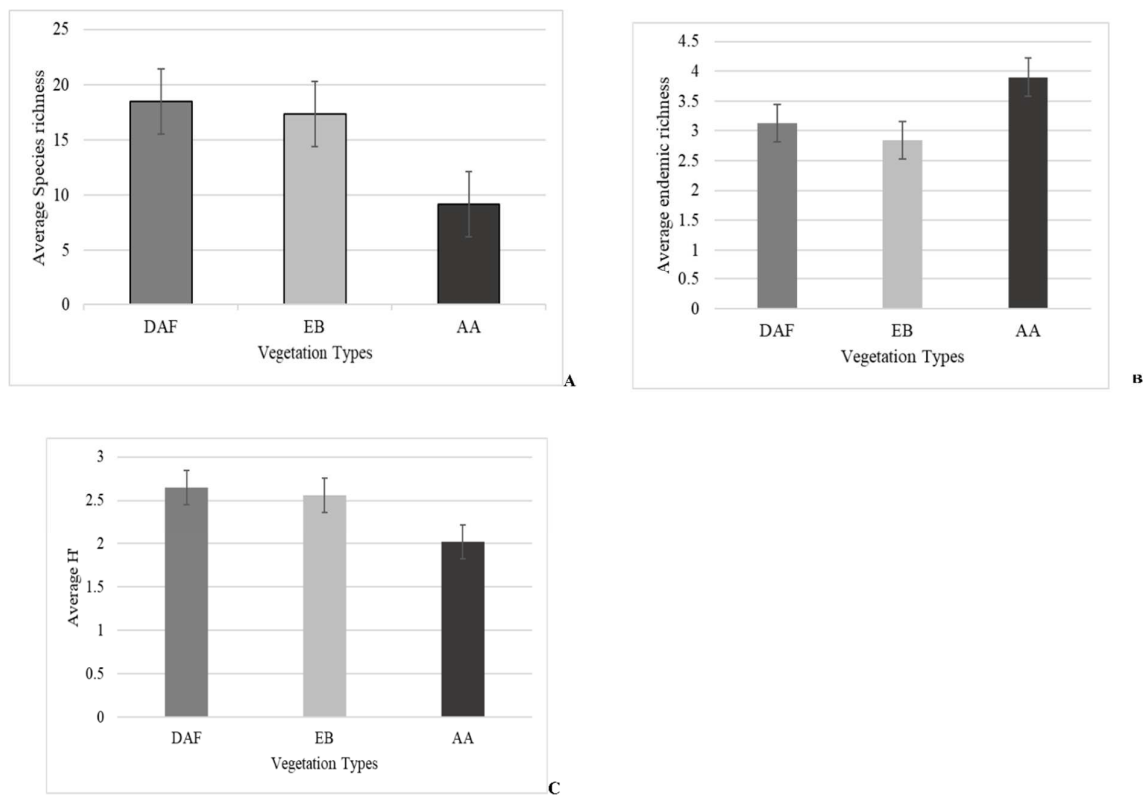 25
20
15
10
5
0
Average Species richness
DAF EB AA
Vegetation Types
A
4.5
4
3.5
3
2.5
2
1.5
1
0.5
0
Average endemic richness
DAF EB AA
Vegetation Types
B
3
2.5
2
1.5
1
0.5
0
Average H'
DAF EB AA
Vegetation Types
C